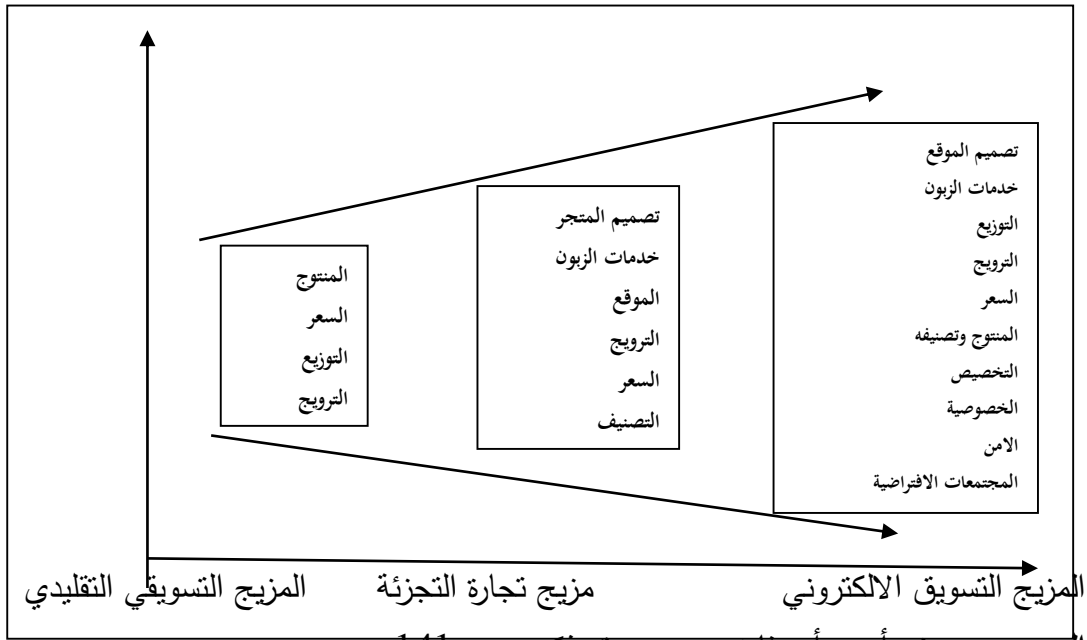 تصميم الموقع
خدمات الزبون
التوزيع
الترويج
السعر
المنتوج وتصنيفه
التخصيص
الخصوصية
الامن
المجتمعات الافتراضية
تصميم المتجر
خدمات الزبون
الموقع
الترويج
السعر
التصنيف
المنتوج
السعر
التوزيع
الترويج
المزيج التسويق الالكتروني مزيج تجارة التجزئة المزيج التسويقي التقليدي